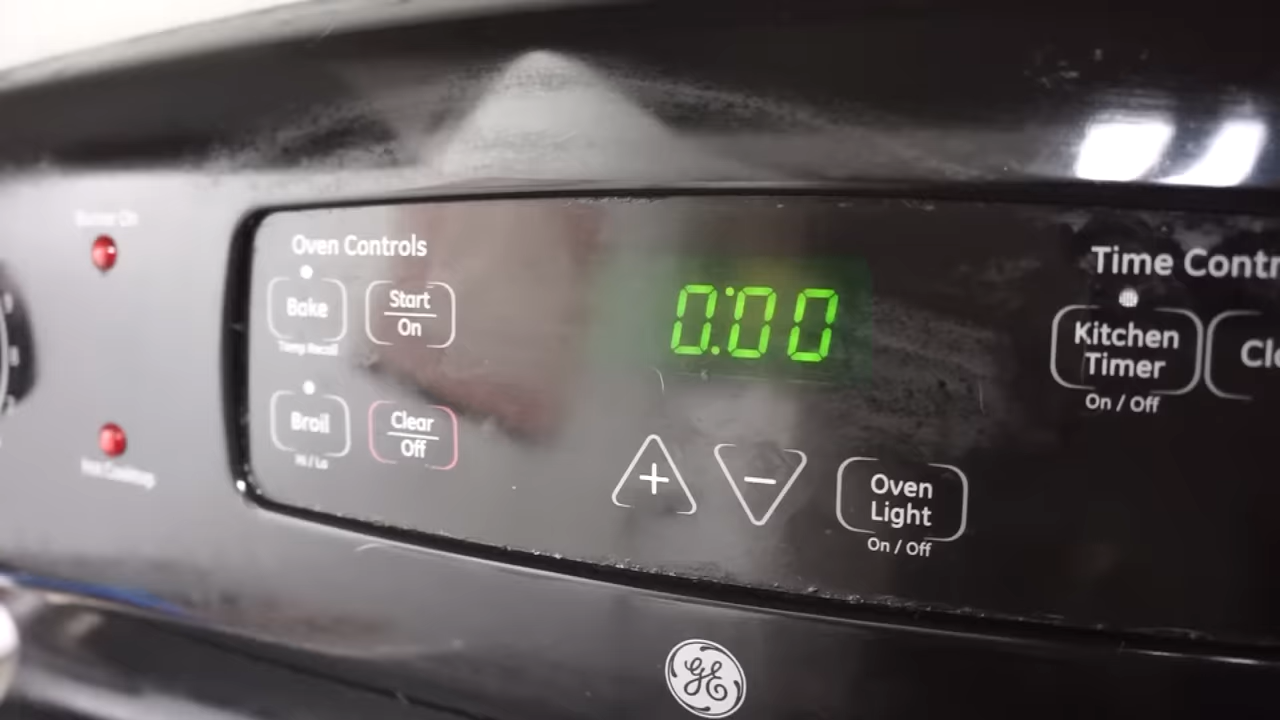 Burner On
Oven Controls
Bake
Temp Recall
Start
On
Broil
Hi / Lo
Clear
Off
0:00
+
−
Oven
Light
On / Off
Time Contr
Kitchen
Timer
On / Off
Clo
GE